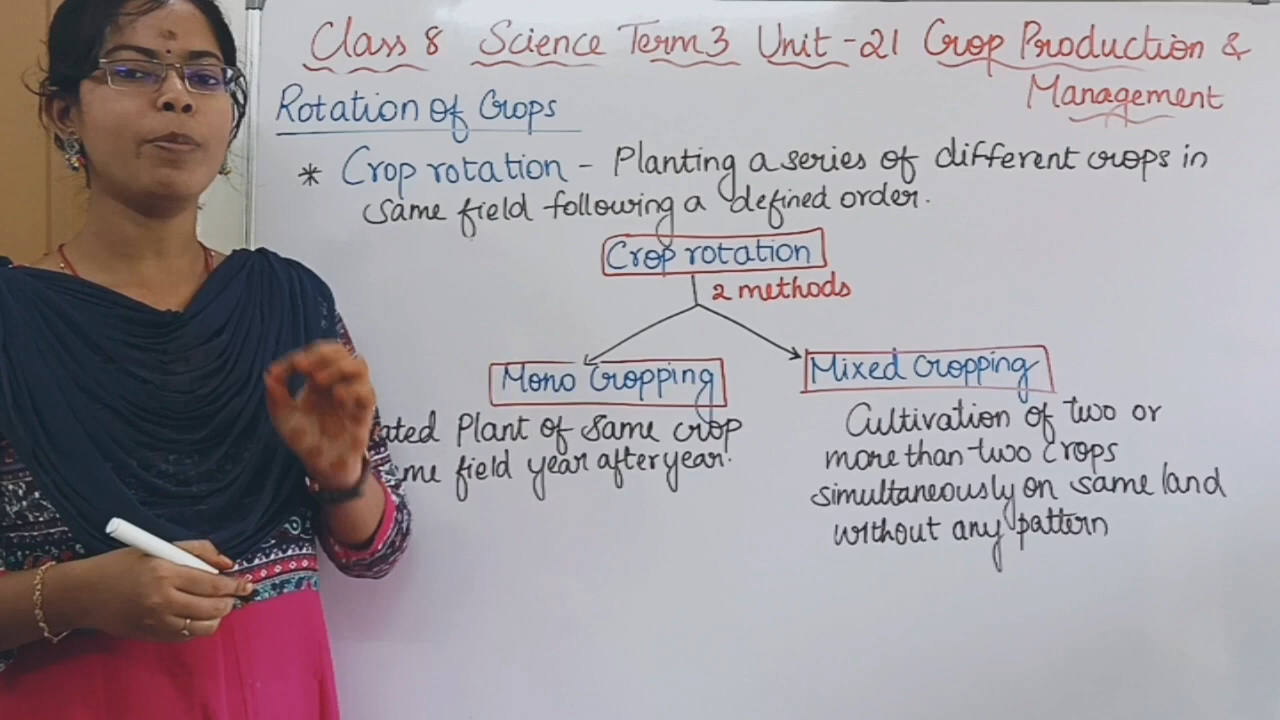 Class 8 Science Term 3 Unit - 21 Crop Production &
Management
Rotation of Crops
* Crop rotation - Planting a series of different crops in
same field following a defined order.
Crop rotation
2 methods
Mono Cropping
Mixed Cropping
Plant of same crop
field year after year.
Cultivation of two or
more than two crops
simultaneously on same land
without any pattern